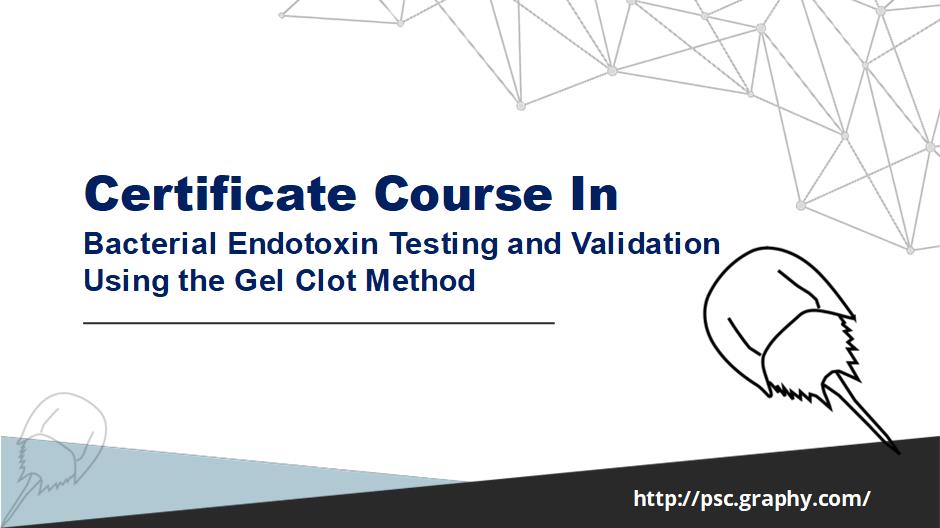 Certificate Course In
Bacterial Endotoxin Testing and Validation
Using the Gel Clot Method
http://psc.graphy.com/